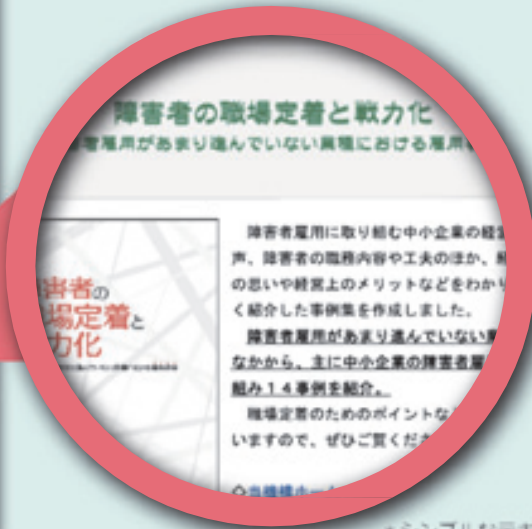 障害者の職場定着と戦力化
者雇用があまり進んでいない業種における雇用
害者の
場定着と
力化
障害者雇用に取り組む中小企業の経営
声、障害者の職務内容や工夫のほか、
の思いや経営上のメリットなどをわかり
く紹介した事例集を作成しました。
障害者雇用があまり進んでいない
なかから、主に中小企業の障害者雇
組み14事例を紹介。
職場定着のためのポイントな
いますので、ぜひご覧くださ
◇当機構ホー